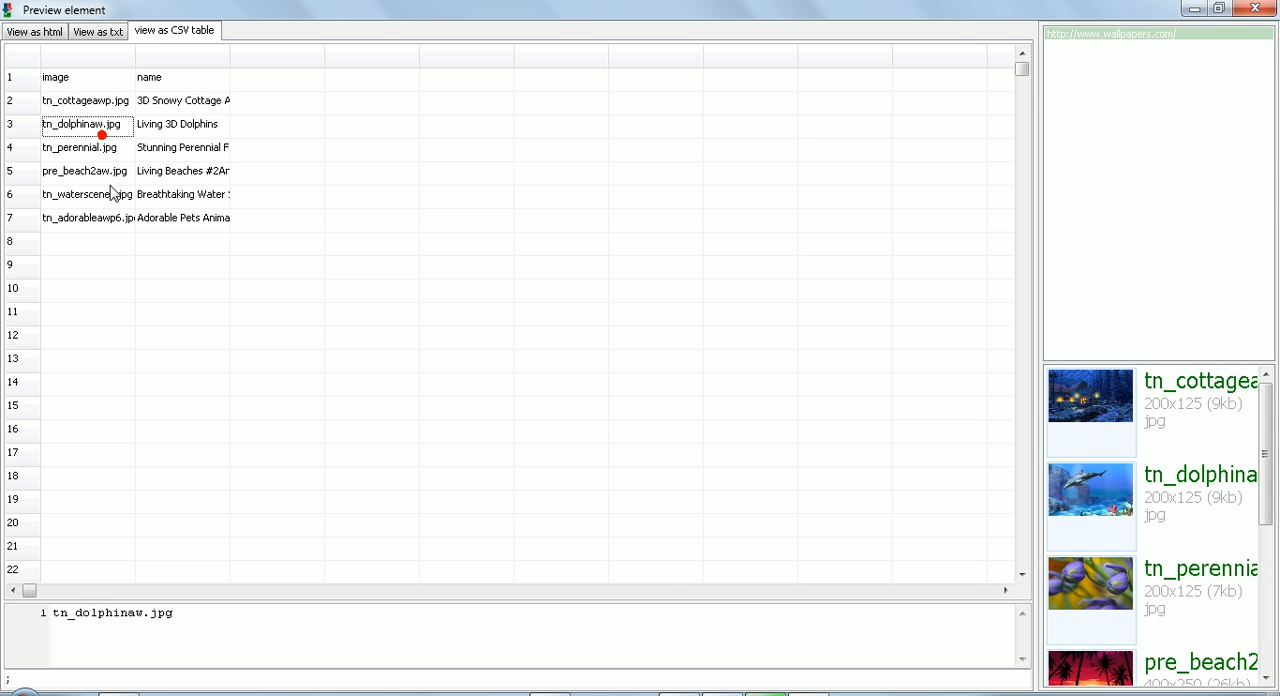 Preview element
View as html View as txt view as CSV table
1 image name
2 tn_cottageawp.jpg 3D Snowy Cottage A
3 tn_dolphinaw.jpg Living 3D Dolphins
4 tn_perennial.jpg Stunning Perennial F
5 pre_beach2aw.jpg Living Beaches #2Ar
6 tn_waterscene jpg Breathtaking Water
7 tn_adorableawp6.jp Adorable Pets Anima
8
9
10
11
12
13
14
15
16
17
18
19
20
21
22
1 tn_dolphinaw.jpg
;
http://www.wallpapers.com/
tn_cottagea
200x125 (9kb)
jpg
tn_dolphina
200x125 (9kb)
jpg
tn_perennia
200x125 (7kb)
jpg
pre_beach2
400x250 (26kb)